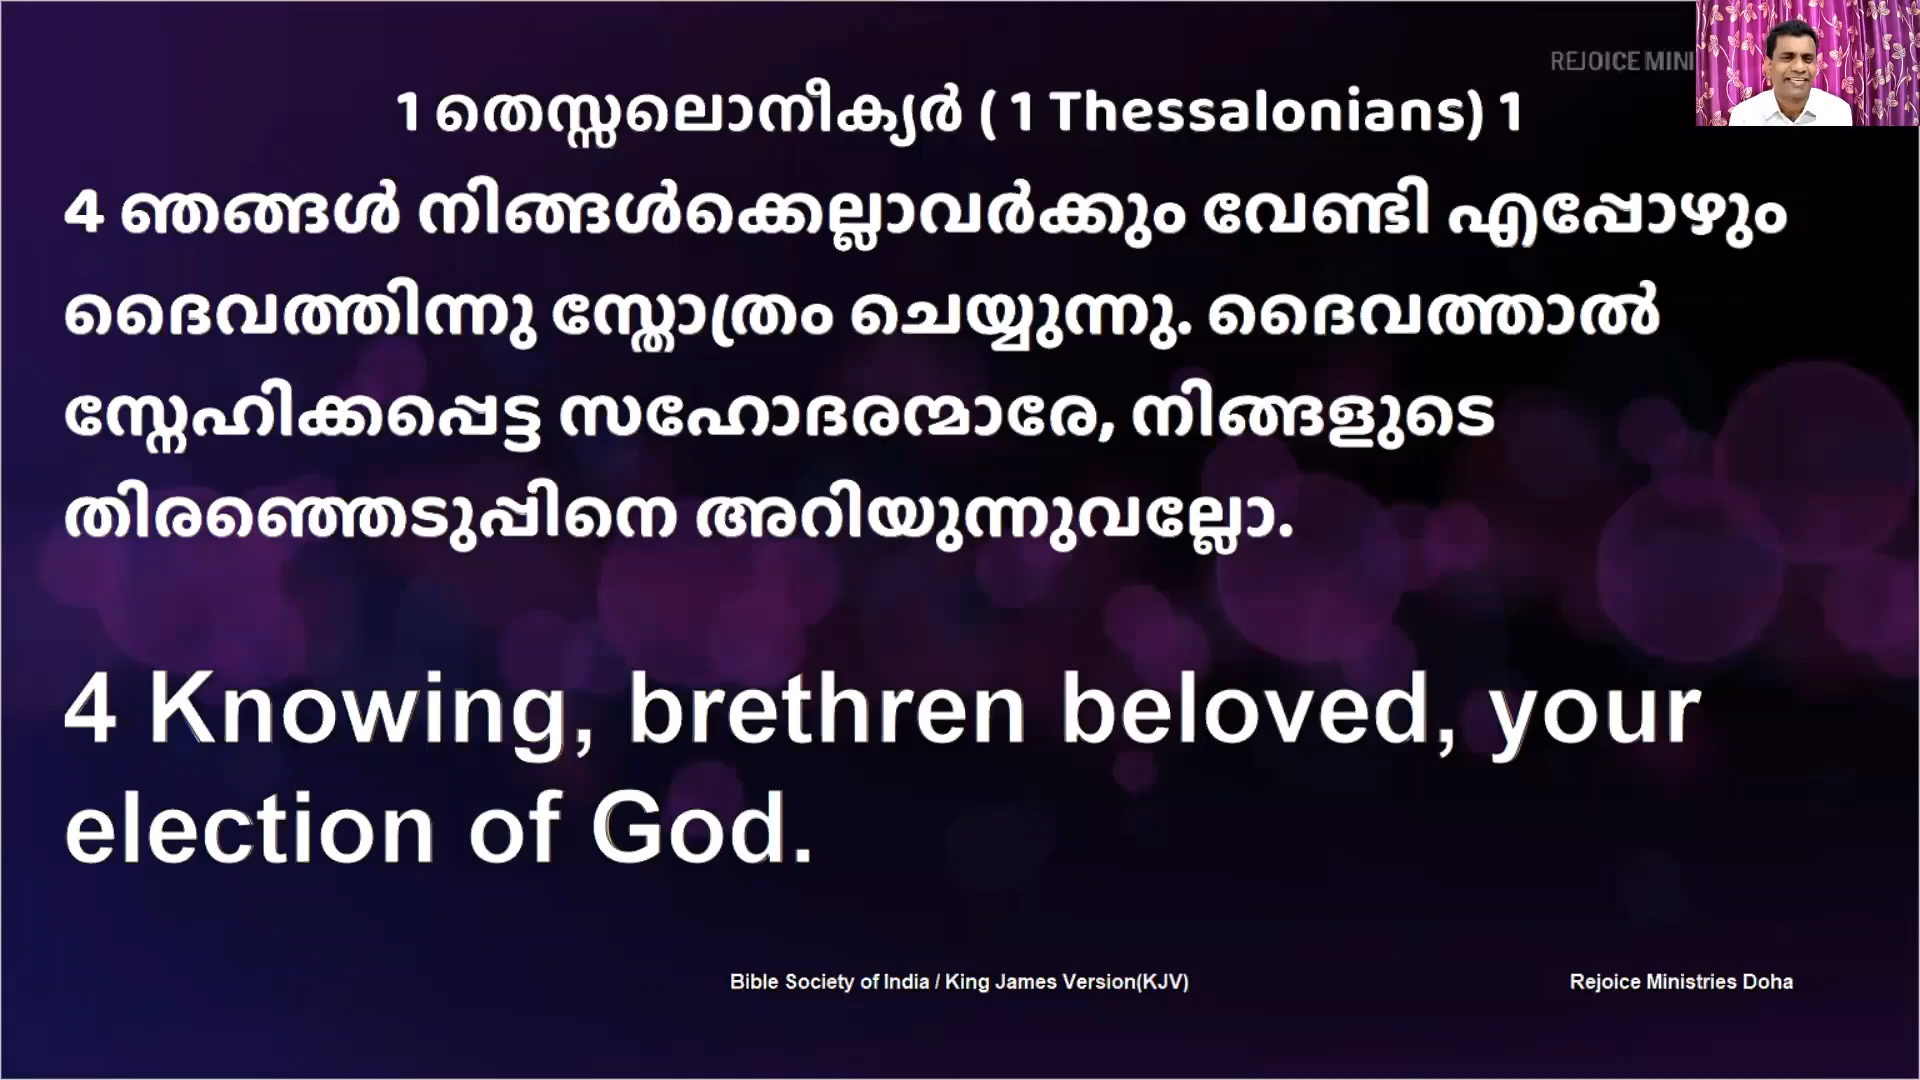 REJOICE MINI
1 തെസ്സലൊനീക്യർ ( 1 Thessalonians) 1
4 ഞങ്ങൾ നിങ്ങൾക്കെല്ലാവർക്കും വേണ്ടി എപ്പോഴും
ദൈവത്തിന്നു സ്തോത്രം ചെയ്യുന്നു. ദൈവത്താൽ
സ്നേഹിക്കപ്പെട്ട സഹോദരന്മാരേ, നിങ്ങളുടെ
തിരഞ്ഞെടുപ്പിനെ അറിയുന്നുവല്ലോ.
4 Knowing, brethren beloved, your
election of God.
Bible Society of India / King James Version(KJV)
Rejoice Ministries Doha